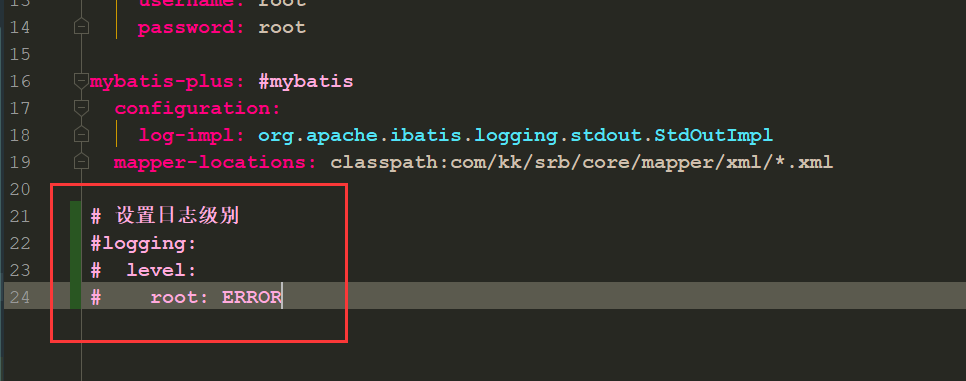 13 username: root
14 password: root
15
16 mybatis-plus: #mybatis
17 configuration:
18 log-impl: org.apache.ibatis.logging.stdout.StdOutImpl
19 mapper-locations: classpath:com/kk/srb/core/mapper/xml/*.xml
20
21 # 设置日志级别
22 #logging:
23 # level:
24 # root: ERROR